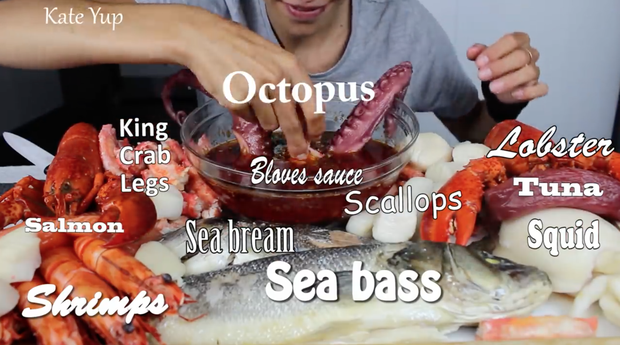 Kate Yup
Octopus
King
Crab
Legs
Bloves sauce
Lobster
Scallops
Tuna
Salmon
Sea bream
Squid
Sea bass
Shrimps